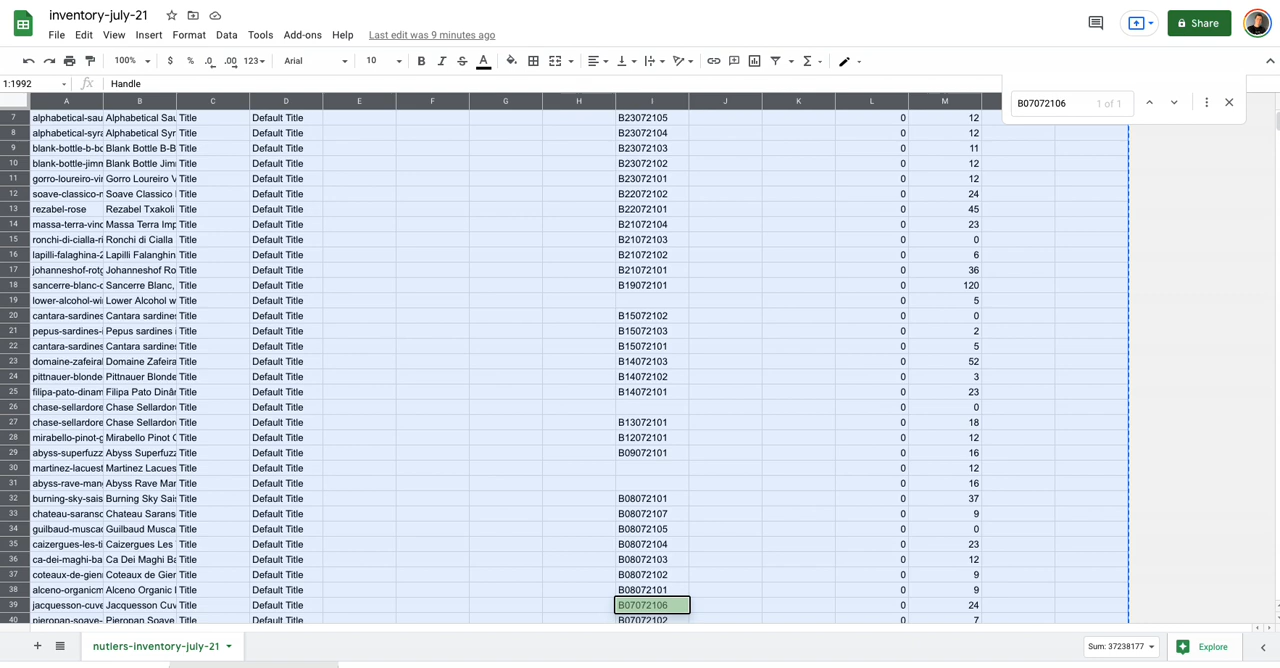 inventory-july-21
File Edit View Insert Format Data Tools Add-ons Help Last edit was 9 minutes ago
Share
100% $ % .0 .00 123 Arial 10 B I S A
1:1992 fx Handle
B07072106 1 of 1
A B C D E F G H I J K L M
7 alphabetical-sau Alphabetical Sau Title Default Title B23072105 0 12
8 alphabetical-syra Alphabetical Syr Title Default Title B23072104 0 12
9 blank-bottle-b-bo Blank Bottle B-B Title Default Title B23072103 0 11
10 blank-bottle-jimm Blank Bottle Jimi Title Default Title B23072102 0 12
11 gorro-loureiro-vin Gorro Loureiro V Title Default Title B23072101 0 12
12 soave-classico-m Soave Classico Title Default Title B22072102 0 24
13 rezabel-rose Rezabel Txakoli Title Default Title B22072101 0 45
14 massa-terra-vino Massa Terra Imp Title Default Title B21072104 0 23
15 ronchi-di-cialla-ri Ronchi di Cialla Title Default Title B21072103 0 0
16 lapilli-falaghina-2 Lapilli Falanghin Title Default Title B21072102 0 6
17 johanneshof-rotg Johanneshof Ro Title Default Title B21072101 0 36
18 sancerre-blanc-c Sancerre Blanc, Title Default Title B19072101 0 120
19 lower-alcohol-wi Lower Alcohol w Title Default Title 0 5
20 cantara-sardines Cantara sardine Title Default Title B15072102 0 0
21 pepus-sardines-i Pepus sardines i Title Default Title B15072103 0 2
22 cantara-sardines Cantara sardine Title Default Title B15072101 0 5
23 domaine-zafeiral Domaine Zafeira Title Default Title B14072103 0 52
24 pittnauer-blonde Pittnauer Blonde Title Default Title B14072102 0 3
25 filipa-pato-dinam Filipa Pato Dinâr Title Default Title B14072101 0 23
26 chase-sellardore Chase Sellardor Title Default Title 0 0
27 chase-sellardore Chase Sellardor Title Default Title B13072101 0 18
28 mirabello-pinot-g Mirabello Pinot G Title Default Title B12072101 0 12
29 abyss-superfuzz Abyss Superfuz Title Default Title B09072101 0 16
30 martinez-lacuest Martinez Lacues Title Default Title 0 12
31 abyss-rave-mang Abyss Rave Mar Title Default Title 0 16
32 burning-sky-sais Burning Sky Sai Title Default Title B08072101 0 37
33 chateau-saransc Chateau Sarans Title Default Title B08072107 0 9
34 guilbaud-muscac Guilbaud Musca Title Default Title B08072105 0 0
35 caizergues-les-ti Caizergues Les Title Default Title B08072104 0 23
36 ca-dei-maghi-ba Ca Dei Maghi Ba Title Default Title B08072103 0 12
37 coteaux-de-gien Coteaux de Gier Title Default Title B08072102 0 9
38 alceno-organicm Alceno Organic Title Default Title B08072101 0 9
39 jacquesson-cuve Jacquesson Cuv Title Default Title B07072106 0 24
40 pieropan-soave- Pieropan Soave Title Default Title B07072102 0 7
nutlers-inventory-july-21 Sum: 37238177 Explore